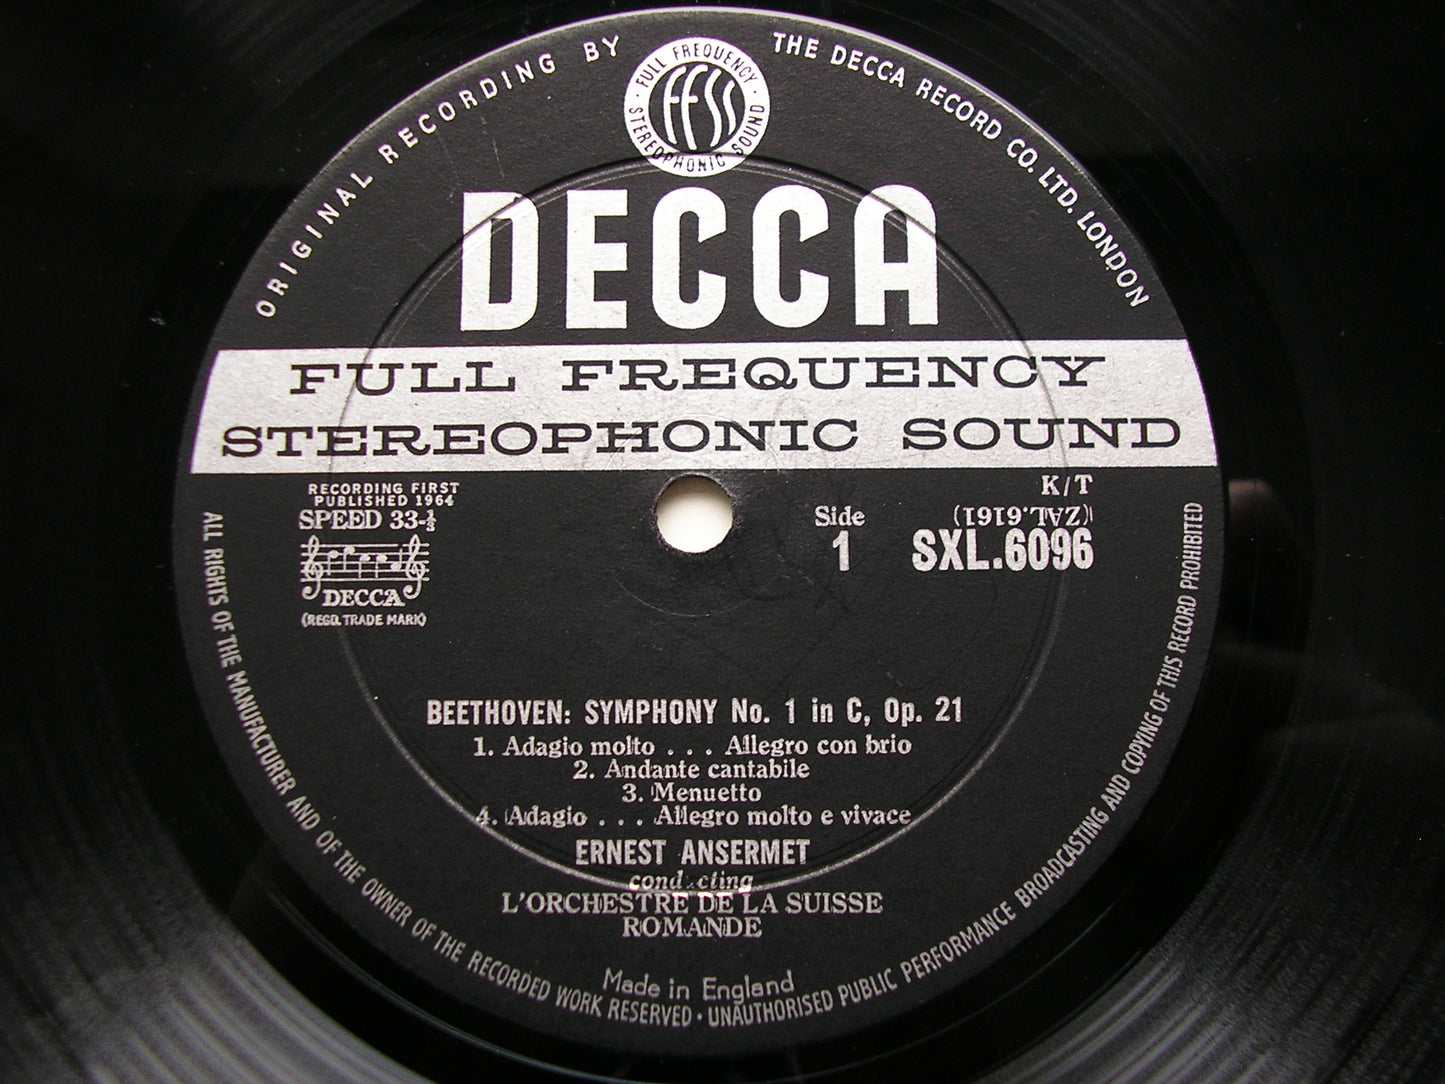 ORIGINAL RECORDING BY
THE DECCA RECORD CO. LTD. LONDON
FULL FREQUENCY
FFSS
STEREOPHONIC SOUND
DECCA
FULL FREQUENCY
STEREOPHONIC SOUND
RECORDING FIRST
PUBLISHED 1964
SPEED 33-⅓
DECCA
(REGD. TRADE MARK)
Side
1
K/T
(ZAL.6161)
SXL.6096
BEETHOVEN: SYMPHONY No. 1 in C, Op. 21
1. Adagio molto . . . Allegro con brio
2. Andante cantabile
3. Menuetto
4. Adagio . . . Allegro molto e vivace
ERNEST ANSERMET
conducting
L'ORCHESTRE DE LA SUISSE
ROMANDE
Made in England
ALL RIGHTS OF THE MANUFACTURER AND OF THE OWNER OF THE RECORDED WORK RESERVED · UNAUTHORISED PUBLIC PERFORMANCE BROADCASTING AND COPYING OF THIS RECORD PROHIBITED